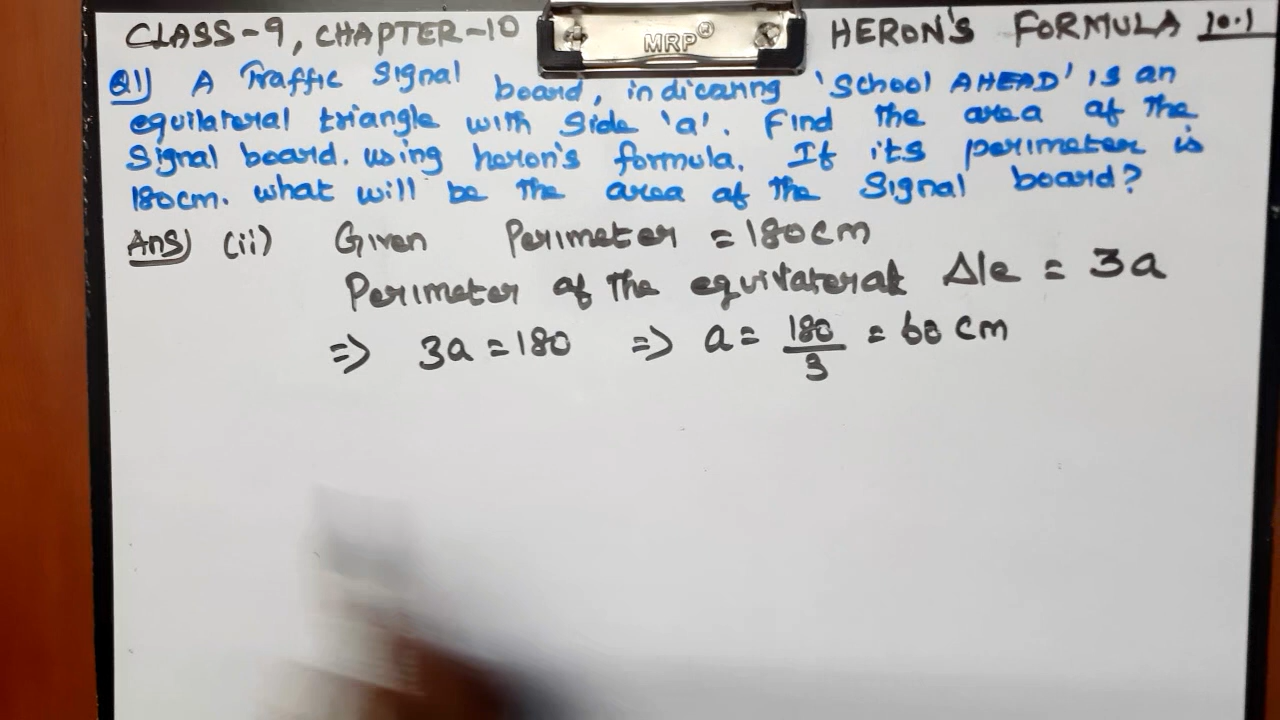 CLASS-9, CHAPTER-10 MRP® HERON'S FORMULA 10.1
Q1) A Traffic Signal board, indicating 'School AHEAD' is an
equilateral triangle with side 'a'. Find the area of the
Signal board. using heron's formula. If its perimeter is
180cm. what will be the area of the Signal board?
Ans) (ii) Given Perimeter = 180cm
Perimeter of the equilateral Δle = 3a
=> 3a = 180 => a = 180/3 = 60 cm